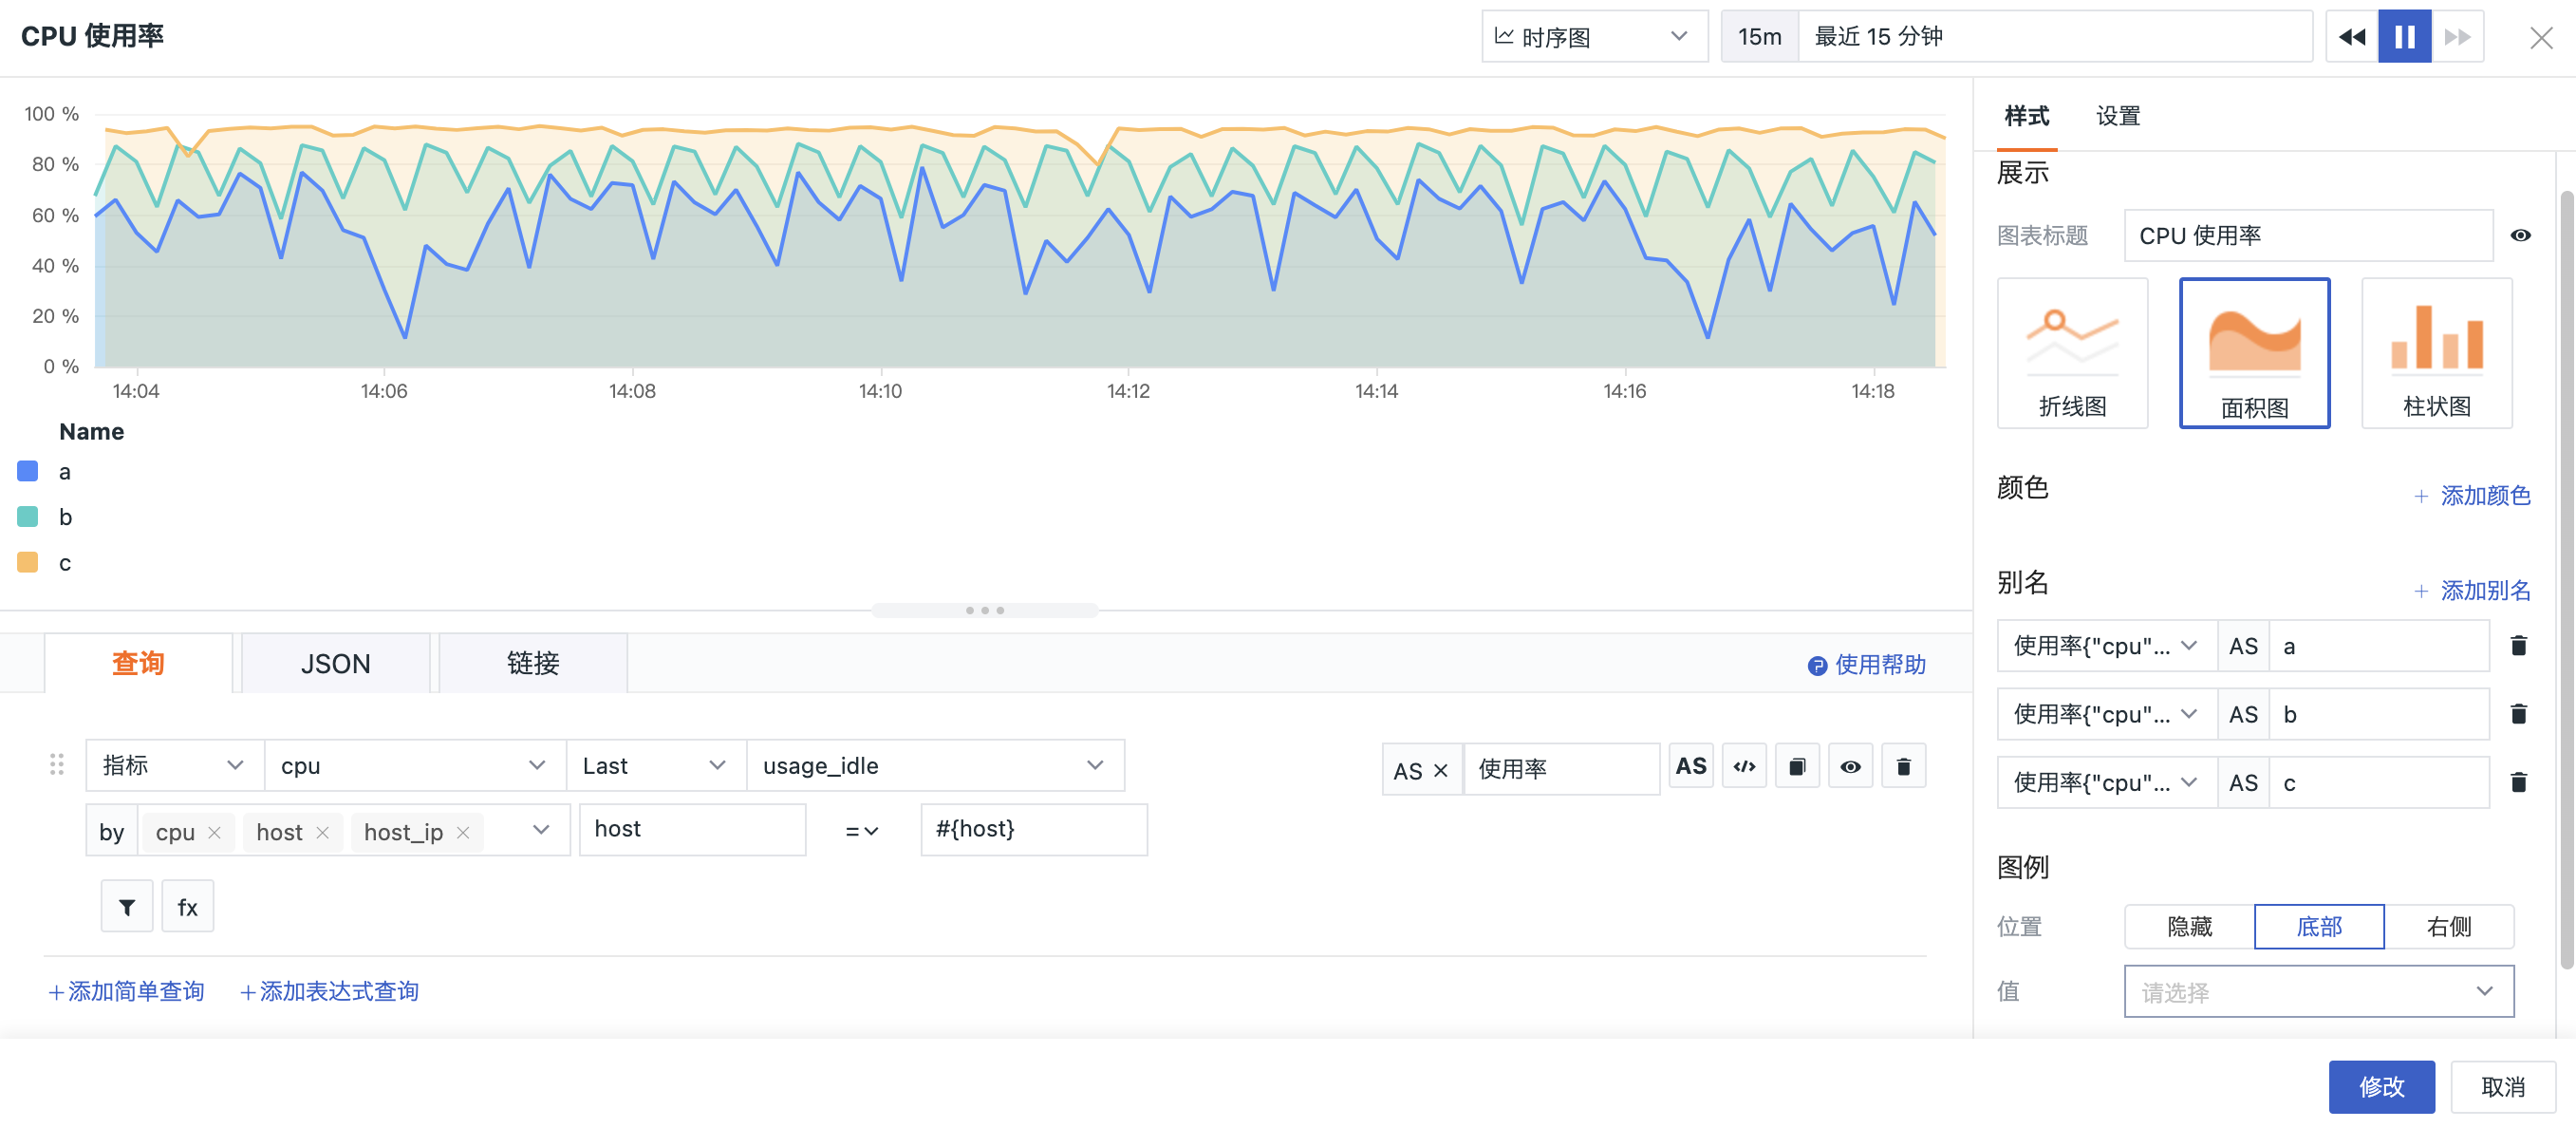 CPU 使用率
时序图
15m
最近 15 分钟
100 %
80 %
60 %
40 %
20 %
0 %
14:04 14:06 14:08 14:10 14:12 14:14 14:16 14:18
Name
a
b
c
查询
JSON
链接
使用帮助
指标 cpu Last usage_idle
AS × 使用率 AS </>
by cpu × host × host_ip × host = #{host}
fx
+添加简单查询 +添加表达式查询
样式 设置
展示
图表标题 CPU 使用率
折线图 面积图 柱状图
颜色
+ 添加颜色
别名
+ 添加别名
使用率{"cpu"... AS a
使用率{"cpu"... AS b
使用率{"cpu"... AS c
图例
位置 隐藏 底部 右侧
值 请选择
修改 取消